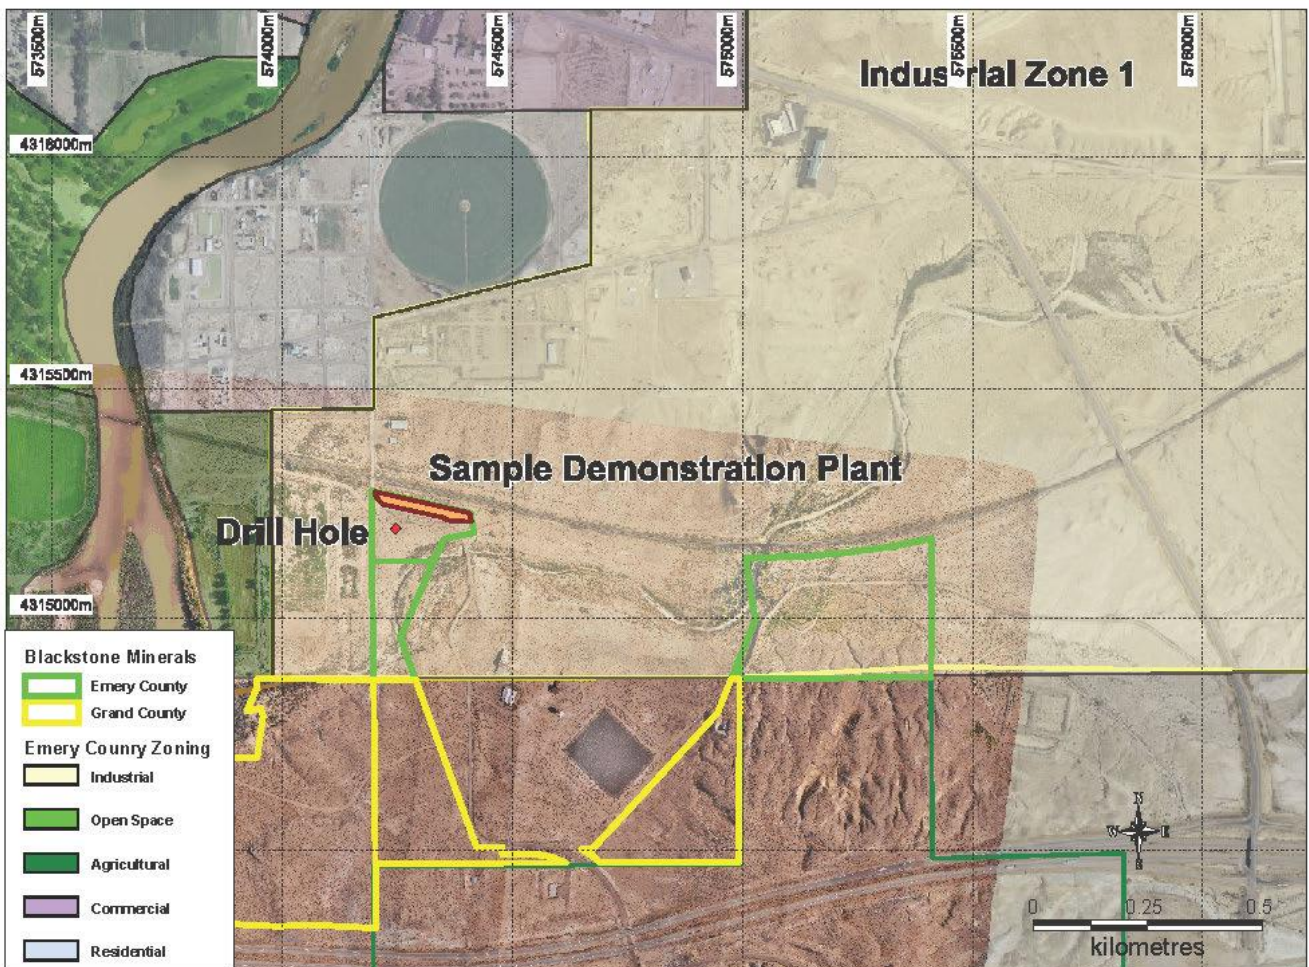 573500m
574000m
574500m
575000m
575500m
576000m
Industrial Zone 1
4316000m
4315500m
Sample Demonstration Plant
Drill Hole
4315000m
Blackstone Minerals
Emery County
Grand County
Emery Counry Zoning
Industrial
Open Space
Agricultural
Commercial
Residential
N
W
E
S
0
0.25
0.5
kilometres